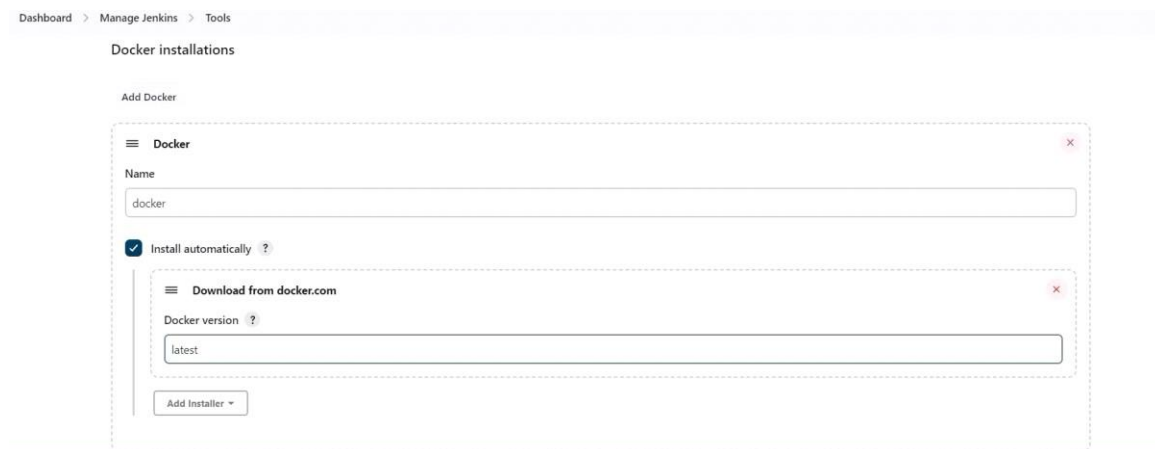 Dashboard > Manage Jenkins > Tools
Docker installations
Add Docker
Docker
Name
docker
Install automatically ?
Download from docker.com
Docker version ?
latest
Add Installer